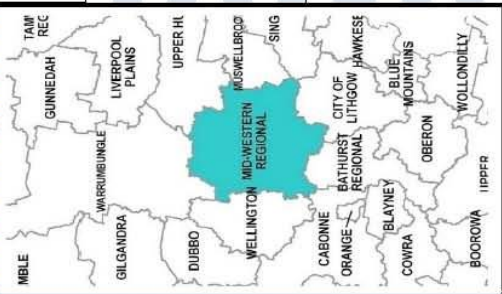 TAM
REG
GUNNEDAH
LIVERPOOL
PLAINS
UPPER HU
MUSWELLBROO
SING
MBLE
GILGANDRA
WARRUMBUNGLE
DUBBO
WELLINGTON
MID-WESTERN
REGIONAL
HAWKESB
CITY OF
LITHGOW
BLUE
MOUNTAINS
BATHURST
REGIONAL
CABONNE
ORANGE
BLAYNEY
OBERON
WOLLONDILLY
COWRA
BOOROWA
UPPER